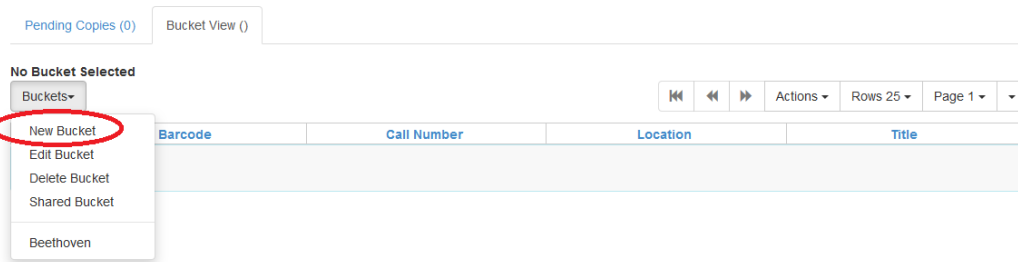 Pending Copies (0) Bucket View ()
No Bucket Selected
Buckets Actions Rows 25 Page 1
New Bucket Barcode Call Number Location Title
Edit Bucket
Delete Bucket
Shared Bucket
Beethoven